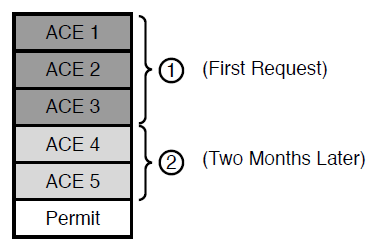 ACE 1
ACE 2
ACE 3
① (First Request)
ACE 4
ACE 5
② (Two Months Later)
Permit